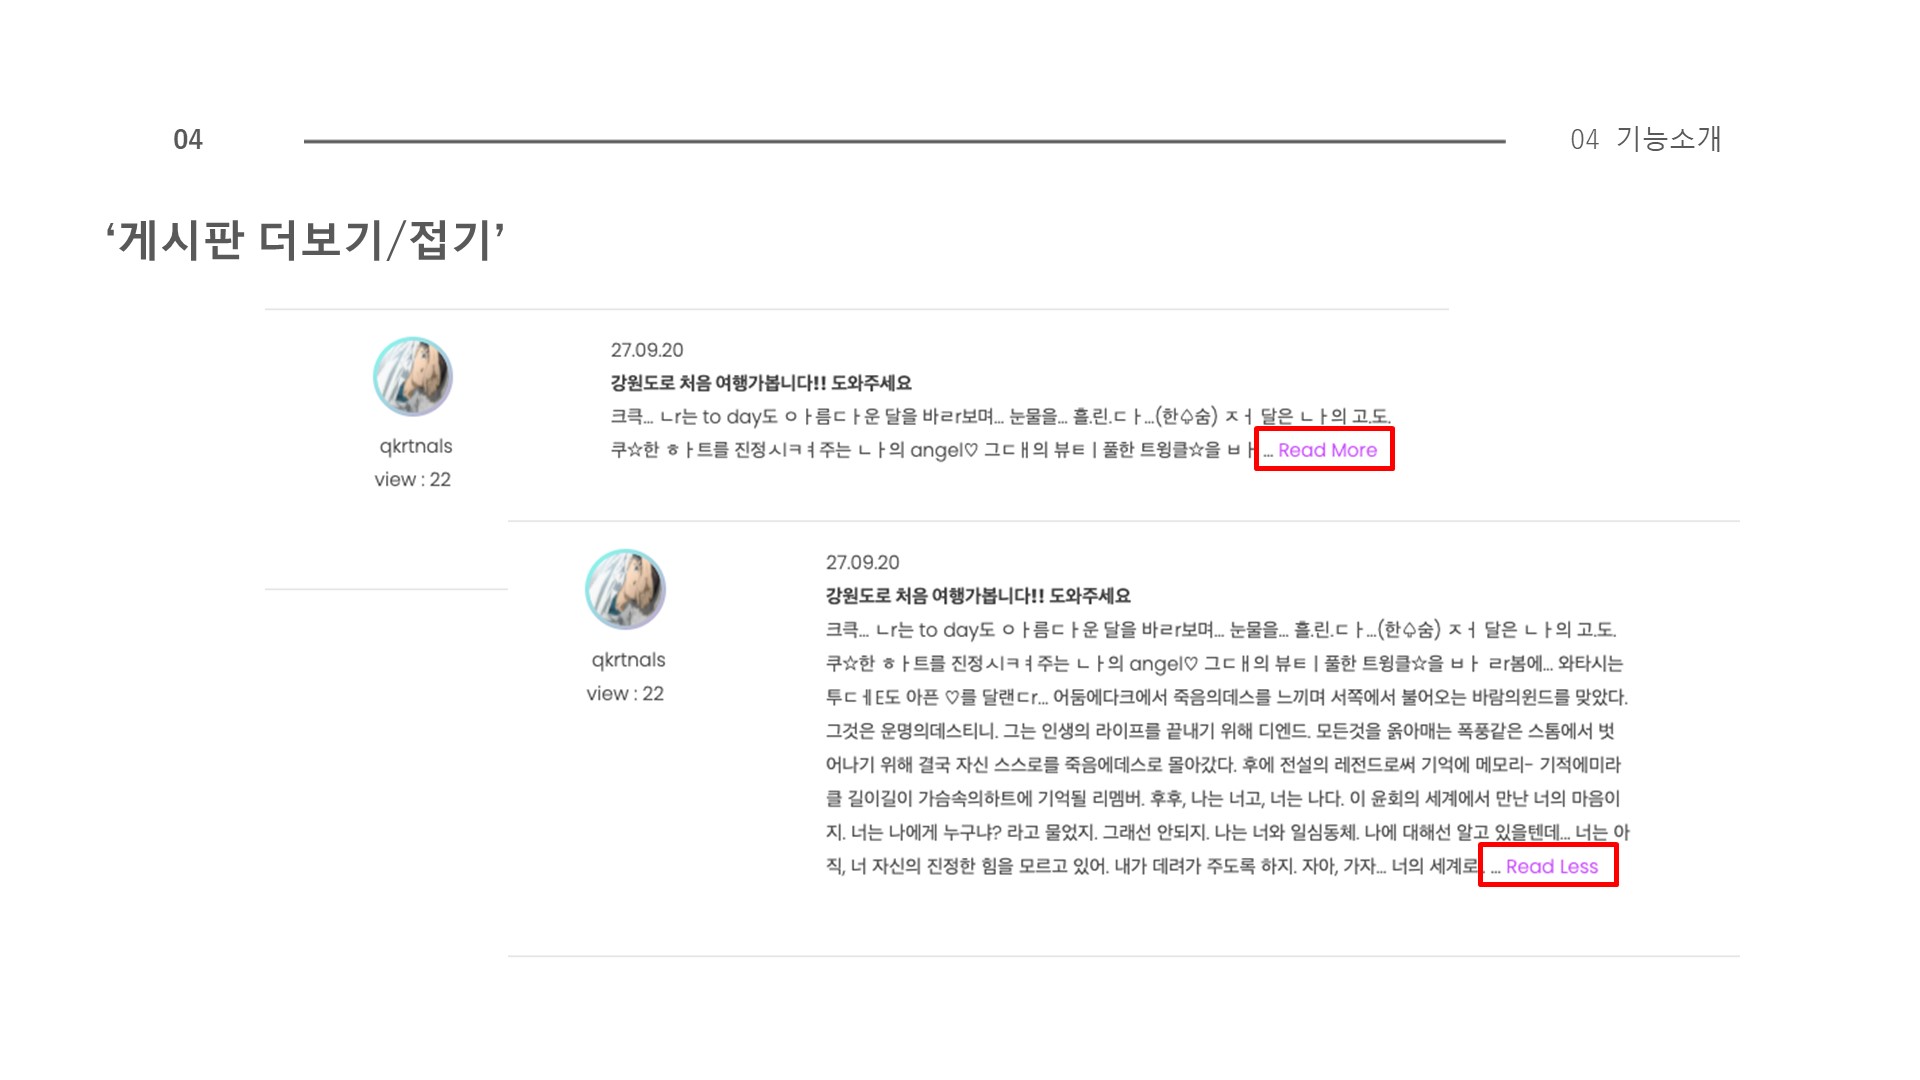 04
04 기능소개
‘게시판 더보기/접기’
27.09.20
강원도로 처음 여행가봅니다!! 도와주세요
크큭... ㄴr는 to day도 ㅇㅏ름ㄷㅏ운 달을 바ㄹr보며... 눈물을... 흘.린.ㄷㅏ...(한♤숨) ㅈㅓ 달은 ㄴㅏ의 고.도.
쿠☆한 ㅎㅏ트를 진정시ㅋㅕ주는 ㄴㅏ의 angel♡ 그ㄷㅐ의 뷰ㅌㅣ풀한 트윙클☆을 ㅂㅏ ... Read More
qkrtnals
view : 22
27.09.20
강원도로 처음 여행가봅니다!! 도와주세요
크큭... ㄴr는 to day도 ㅇㅏ름ㄷㅏ운 달을 바ㄹr보며... 눈물을... 흘.린.ㄷㅏ...(한♤숨) ㅈㅓ 달은 ㄴㅏ의 고.도.
쿠☆한 ㅎㅏ트를 진정시ㅋㅕ주는 ㄴㅏ의 angel♡ 그ㄷㅐ의 뷰ㅌㅣ풀한 트윙클☆을 ㅂㅏ ㄹr봄에... 와타시는
투ㄷㅔE도 아픈 ♡를 달랜ㄷr... 어둠에다크에서 죽음의데스를 느끼며 서쪽에서 불어오는 바람의윈드를 맞았다.
그것은 운명의데스티니. 그는 인생의 라이프를 끝내기 위해 디엔드. 모든것을 옭아매는 폭풍같은 스톰에서 벗
어나기 위해 결국 자신 스스로를 죽음에데스로 몰아갔다. 후에 전설의 레전드로써 기억에 메모리- 기적에미라
클 길이길이 가슴속의하트에 기억될 리멤버. 후후, 나는 너고, 너는 나다. 이 윤회의 세계에서 만난 너의 마음이
지. 너는 나에게 누구냐? 라고 물었지. 그래선 안되지. 나는 너와 일심동체. 나에 대해선 알고 있을텐데... 너는 아
직, 너 자신의 진정한 힘을 모르고 있어. 내가 데려가 주도록 하지. 자아, 가자... 너의 세계로. ... Read Less
qkrtnals
view : 22